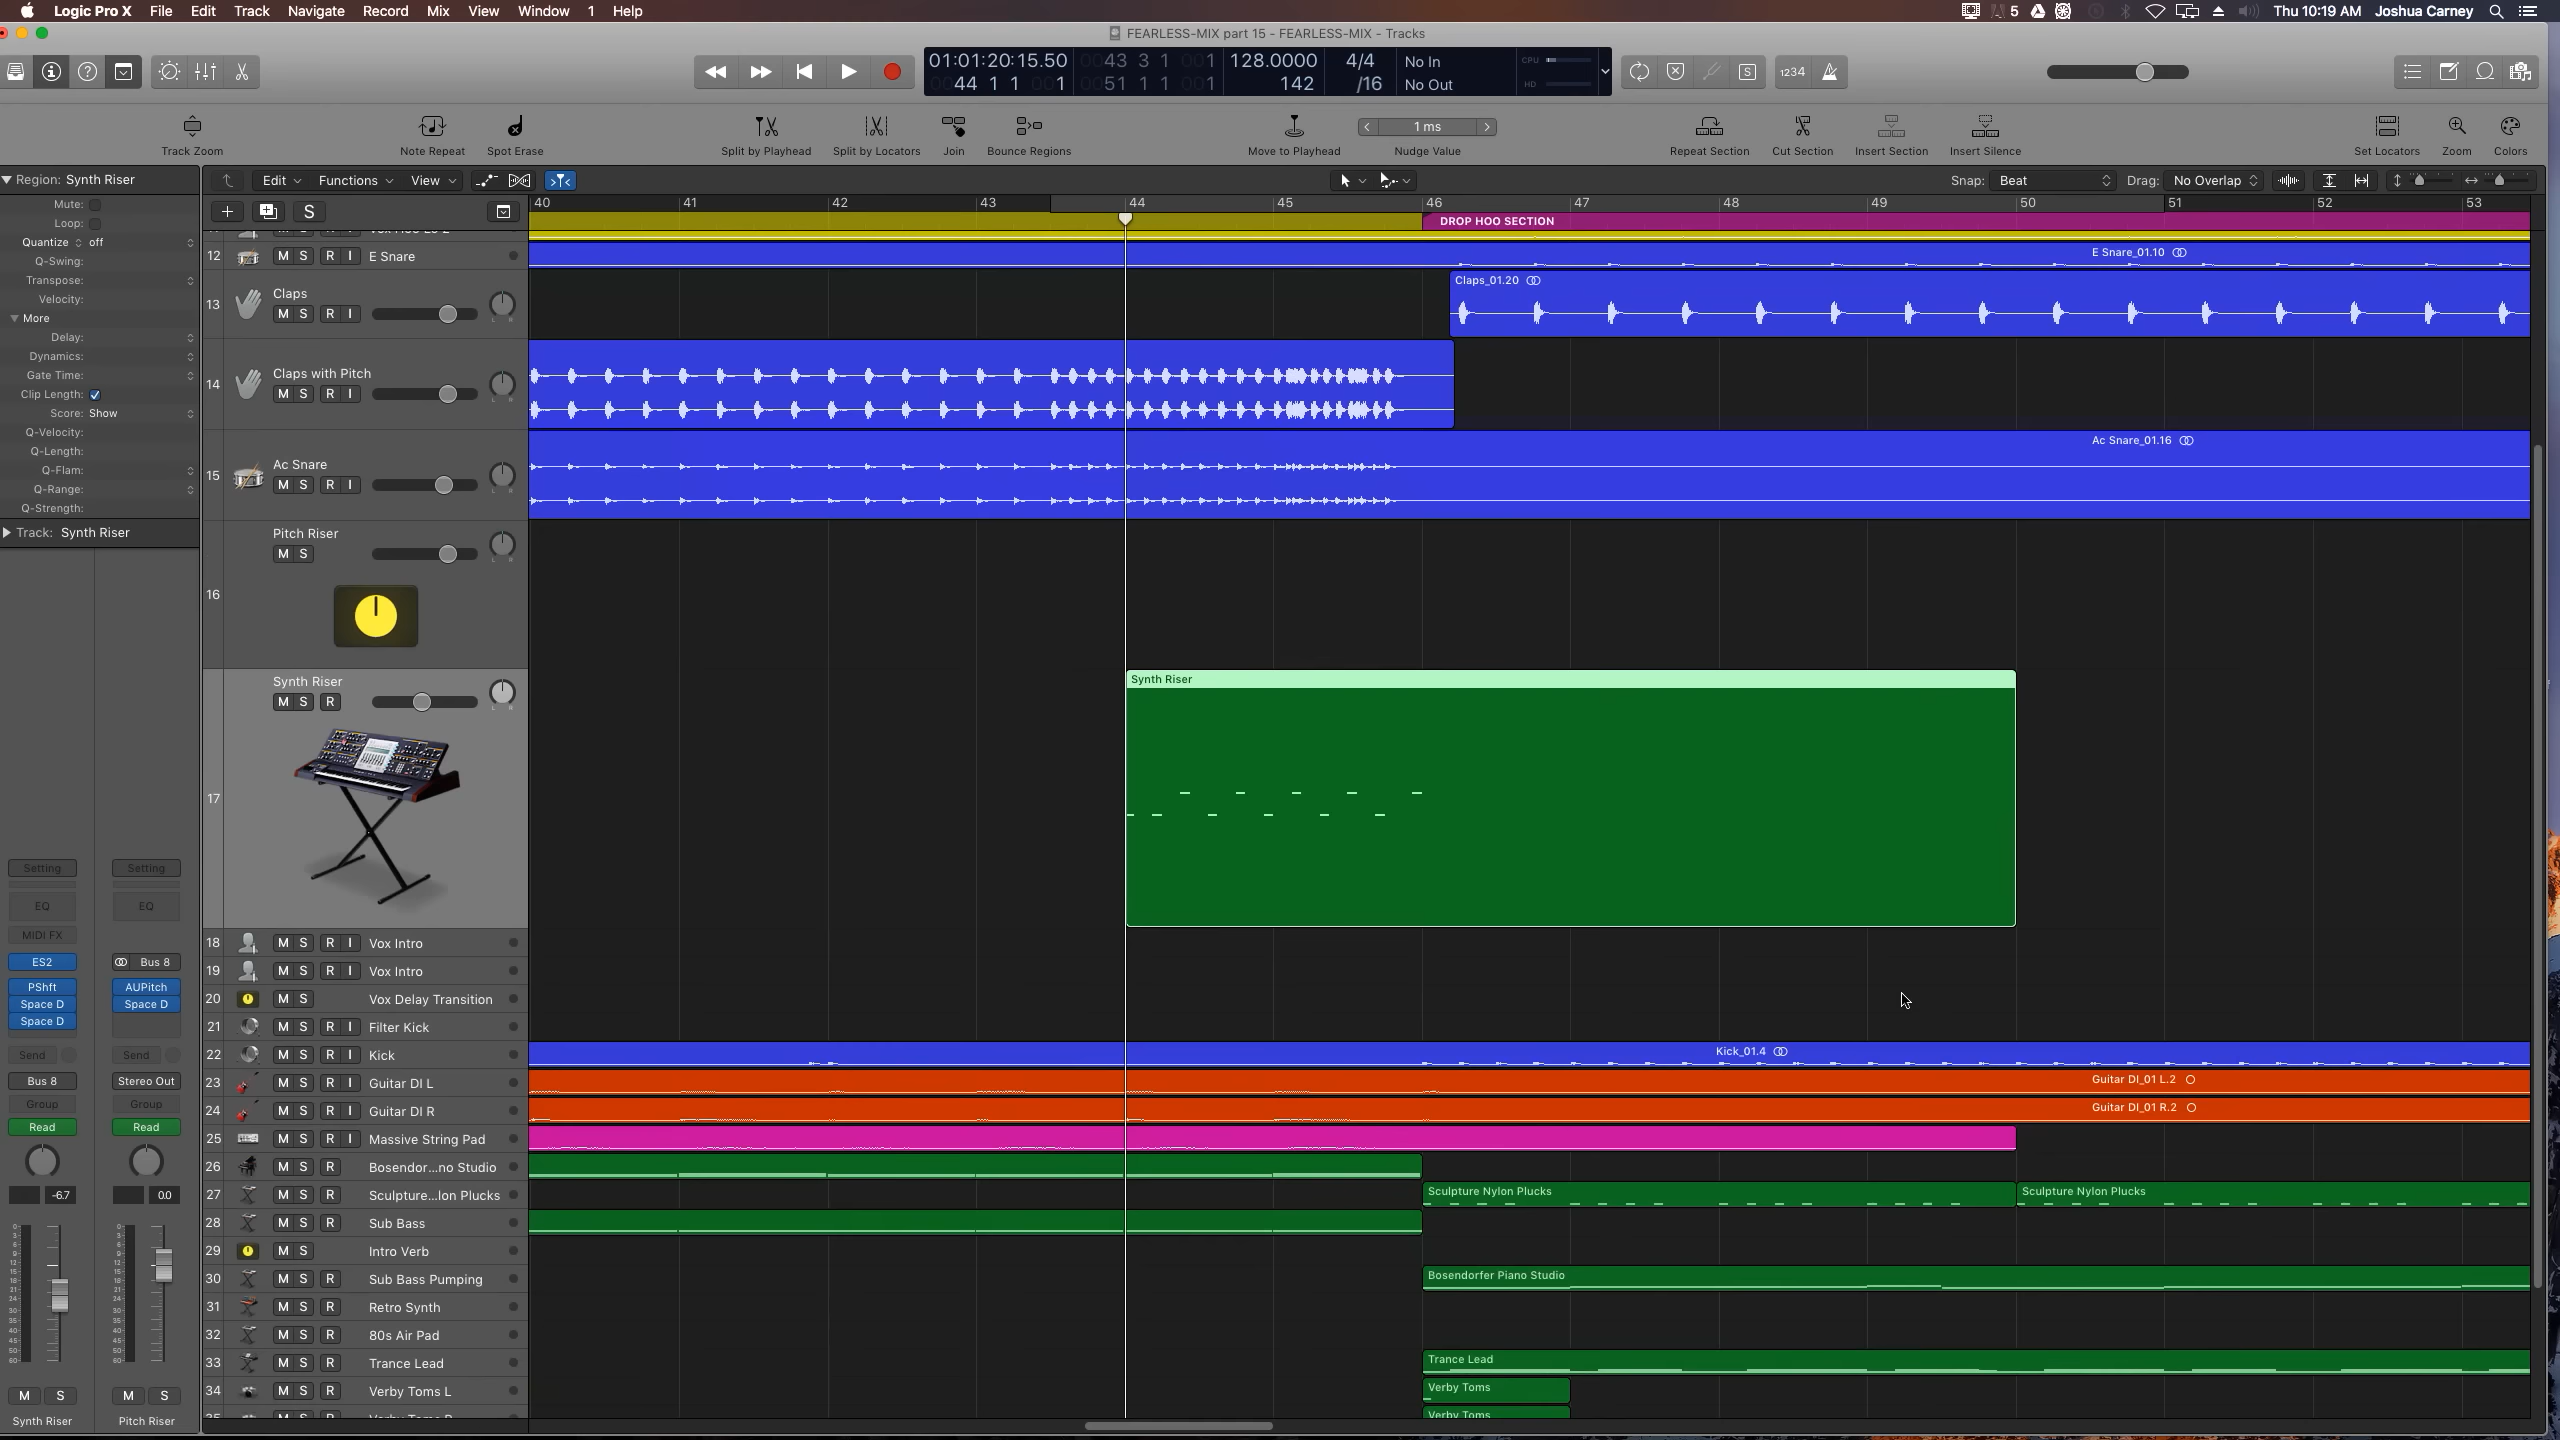 Logic Pro X File Edit Track Navigate Record Mix View Window 1 Help
5 Thu 10:19 AM Joshua Carney
FEARLESS-MIX part 15 - FEARLESS-MIX - Tracks
01:01:20:15.50 0043 3 1 001 128.0000 4/4 No In CPU
0044 1 1 001 0051 1 1 001 142 /16 No Out HD
S 1234
Track Zoom Note Repeat Spot Erase Split by Playhead Split by Locators Join Bounce Regions Move to Playhead 1 ms Nudge Value Repeat Section Cut Section Insert Section Insert Silence Set Locators Zoom Colors
Region: Synth Riser
Edit Functions View Snap: Beat Drag: No Overlap
Mute:
Loop:
Quantize off
Q-Swing:
Transpose:
Velocity:
More
Delay:
Dynamics:
Gate Time:
Clip Length:
Score: Show
Q-Velocity:
Q-Length:
Q-Flam:
Q-Range:
Q-Strength:
Track: Synth Riser
S 40 41 42 43 44 45 46 47 48 49 50 51 52 53
DROP HOO SECTION
12 M S R I E Snare E Snare_01.10
13 Claps Claps_01.20
M S R I
14 Claps with Pitch
M S R I
15 Ac Snare Ac Snare_01.16
M S R I
16 Pitch Riser
M S
17 Synth Riser Synth Riser
M S R
18 M S R I Vox Intro
19 M S R I Vox Intro
20 M S Vox Delay Transition
21 M S R I Filter Kick
22 M S R I Kick Kick_01.4
23 M S R I Guitar DI L Guitar DI_01 L.2
24 M S R I Guitar DI R Guitar DI_01 R.2
25 M S R I Massive String Pad
26 M S R Bosendor...no Studio
27 M S R Sculpture...lon Plucks Sculpture Nylon Plucks Sculpture Nylon Plucks
28 M S R Sub Bass
29 M S Intro Verb
30 M S R Sub Bass Pumping Bosendorfer Piano Studio
31 M S R Retro Synth
32 M S R 80s Air Pad
33 M S R Trance Lead Trance Lead
34 M S R Verby Toms L Verby Toms
Verby Toms
Setting Setting
EQ EQ
MIDI FX
ES2 Bus 8
PShft AUPitch
Space D Space D
Space D
Send Send
Bus 8 Stereo Out
Group Group
Read Read
-6.7 0.0
M S M S
Synth Riser Pitch Riser